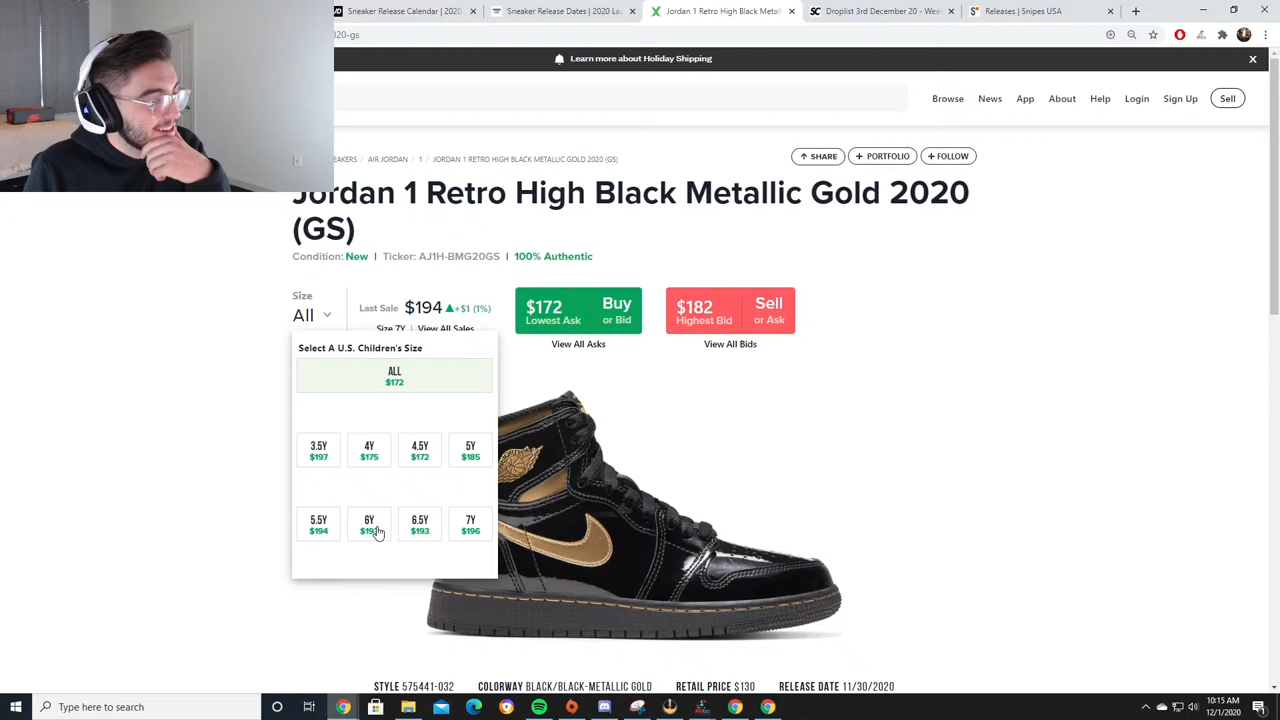 Sneaker Release Calendar 2020
Sneaker Deals 2020 | Lau
Jordan 1 Retro High Black Metalli
Decemeber 20 - We
Releases | Snipes USA
020-gs
Learn more about Holiday Shipping
Browse News App About Help Login Sign Up Sell
EAKERS / AIR JORDAN / 1 / JORDAN 1 RETRO HIGH BLACK METALLIC GOLD 2020 (GS)
SHARE + PORTFOLIO + FOLLOW
Jordan 1 Retro High Black Metallic Gold 2020
(GS)
Condition: New | Ticker: AJ1H-BMG20GS | 100% Authentic
Size
All
Last Sale $194 ▲+$1 (1%)
Size 7Y | View All Sales
$172 Buy
Lowest Ask or Bid
View All Asks
$182 Sell
Highest Bid or Ask
View All Bids
Select A U.S. Children's Size
ALL
$172
3.5Y 4Y 4.5Y 5Y
$197 $175 $172 $185
5.5Y 6Y 6.5Y 7Y
$194 $193 $196
STYLE 575441-032 COLORWAY BLACK/BLACK-METALLIC GOLD RETAIL PRICE $130 RELEASE DATE 11/30/2020
Type here to search
10:15 AM
12/1/2020